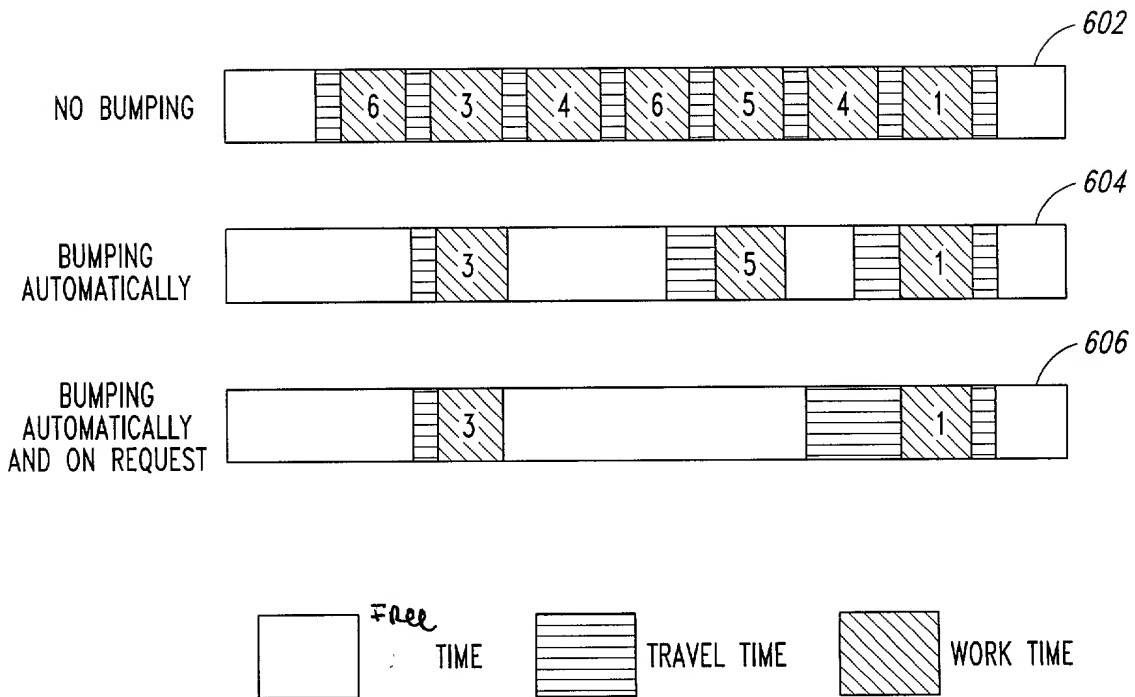 602
NO BUMPING 6 3 4 6 5 4 1
604
BUMPING
AUTOMATICALLY
3 5 1
606
BUMPING
AUTOMATICALLY
AND ON REQUEST
3 1
Free TIME TRAVEL TIME WORK TIME